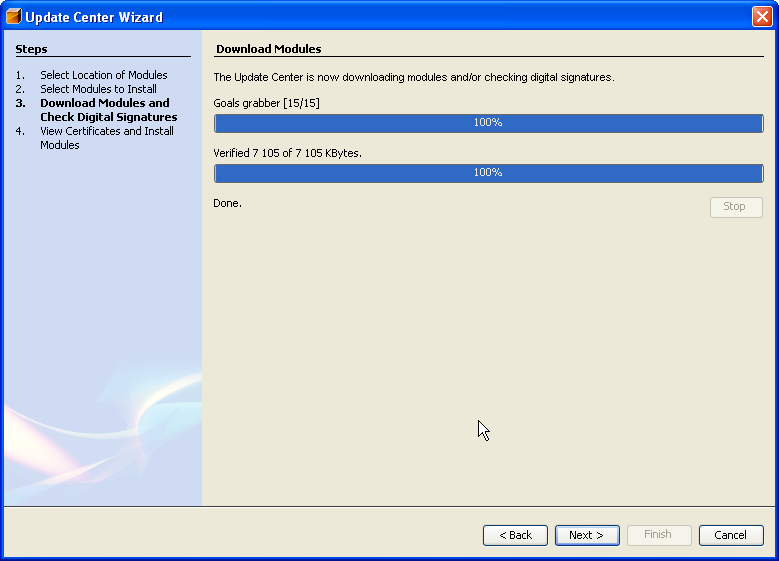 Update Center Wizard
Steps
1. Select Location of Modules
2. Select Modules to Install
3. Download Modules and
Check Digital Signatures
4. View Certificates and Install
Modules
Download Modules
The Update Center is now downloading modules and/or checking digital signatures.
Goals grabber [15/15]
100%
Verified 7 105 of 7 105 KBytes.
100%
Done.
Stop
< Back
Next >
Finish
Cancel